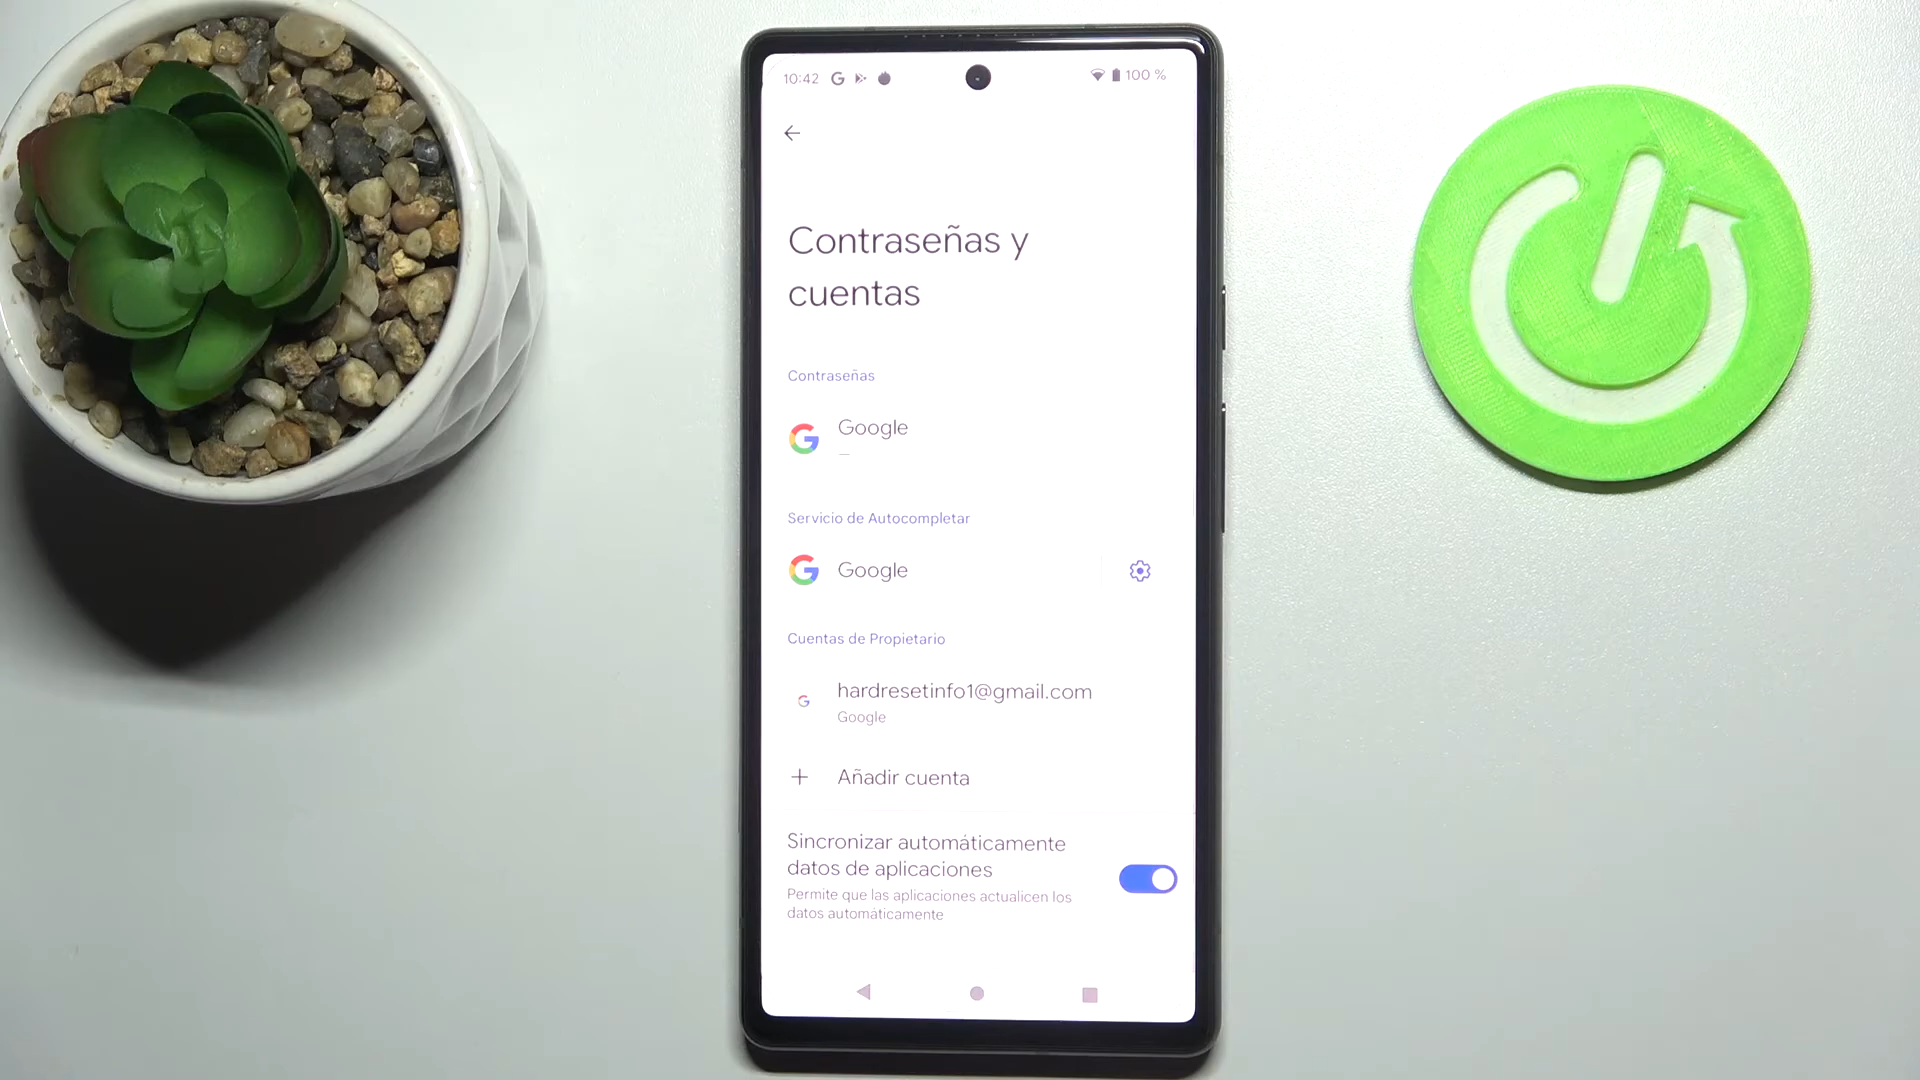 10:42
100 %
Contraseñas y
cuentas
Contraseñas
Google
—
Servicio de Autocompletar
Google
Cuentas de Propietario
hardresetinfo1@gmail.com
Google
Añadir cuenta
Sincronizar automáticamente
datos de aplicaciones
Permite que las aplicaciones actualicen los
datos automáticamente